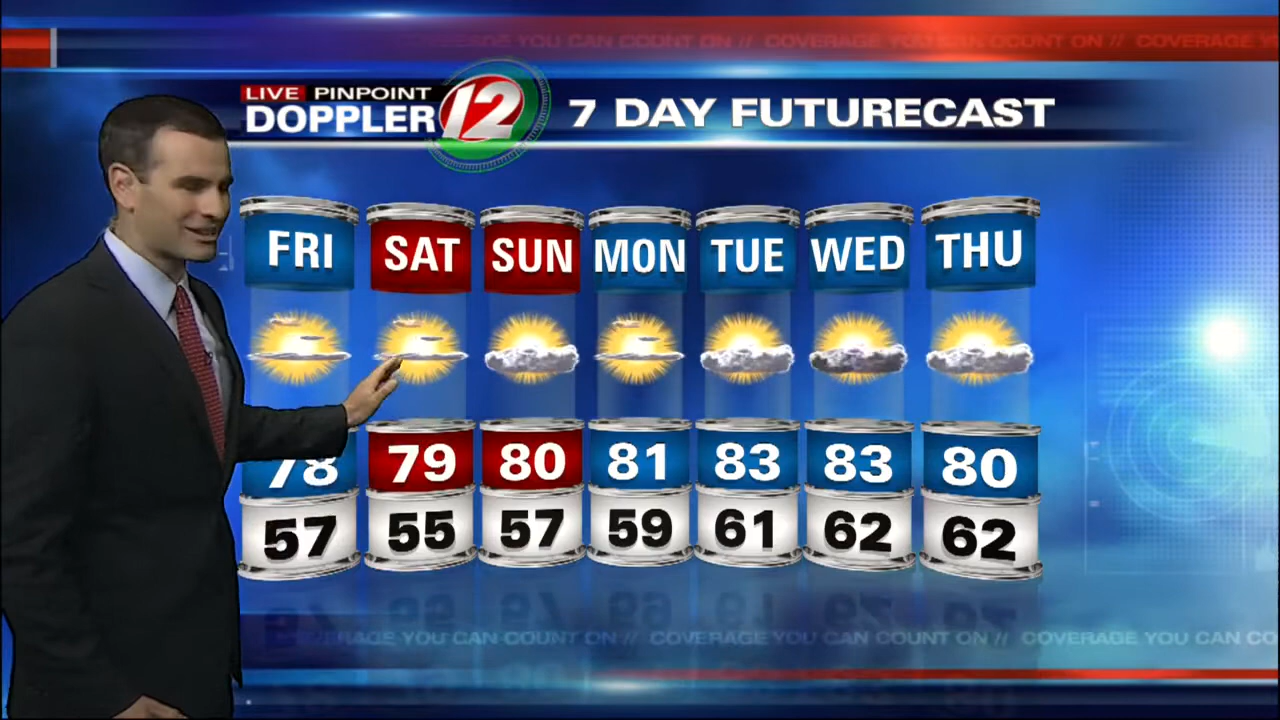 COVERAGE YOU CAN COUNT ON // COVERAGE YOU CAN COUNT ON // COVERAGE Y
LIVE PINPOINT
DOPPLER 12
7 DAY FUTURECAST
FRI SAT SUN MON TUE WED THU
78 79 80 81 83 83 80
57 55 57 59 61 62 62
ERAGE YOU CAN COUNT ON // COVERAGE YOU CAN COUNT ON // COVERAGE YOU CAN CO